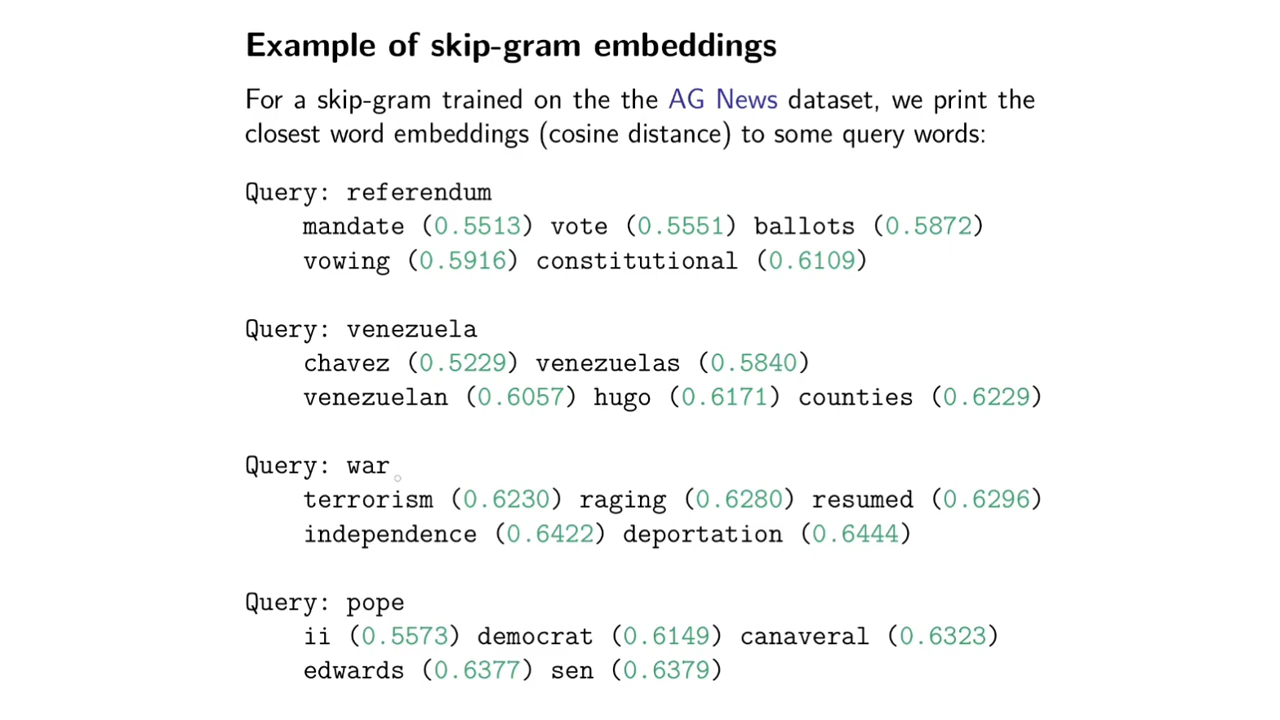 Example of skip-gram embeddings
For a skip-gram trained on the the AG News dataset, we print the
closest word embeddings (cosine distance) to some query words:
Query: referendum
mandate (0.5513) vote (0.5551) ballots (0.5872)
vowing (0.5916) constitutional (0.6109)
Query: venezuela
chavez (0.5229) venezuelas (0.5840)
venezuelan (0.6057) hugo (0.6171) counties (0.6229)
Query: war
terrorism (0.6230) raging (0.6280) resumed (0.6296)
independence (0.6422) deportation (0.6444)
Query: pope
ii (0.5573) democrat (0.6149) canaveral (0.6323)
edwards (0.6377) sen (0.6379)